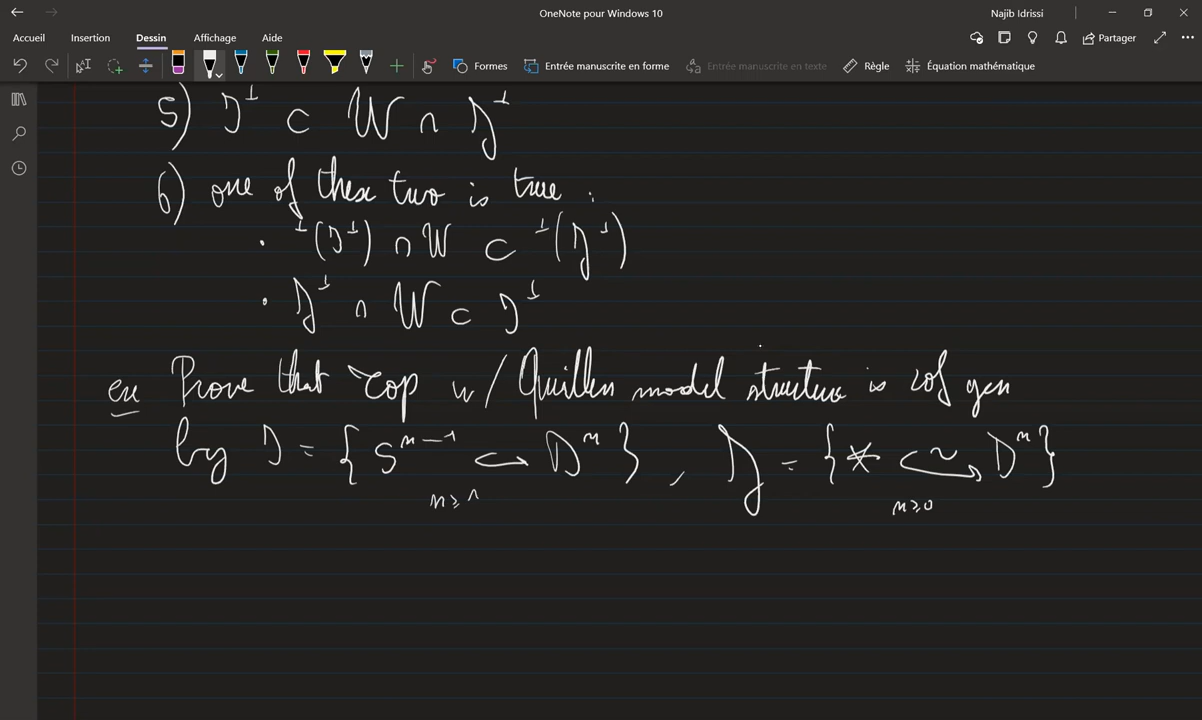 OneNote pour Windows 10
Najib Idrissi
Accueil Insertion Dessin Affichage Aide
Partager
Formes Entrée manuscrite en forme Entrée manuscrite en texte Règle Équation mathématique
5) I^⊥ ⊂ W ∩ J^⊥
6) one of these two is true :
· ^⊥(I^⊥) ∩ W ⊂ ^⊥(J^⊥)
· J^⊥ ∩ W ⊂ I^⊥
ex Prove that Top w/ Quillen model structure is cof gen
by I = { S^{n-1} ↪ D^n }_{n≥1}, J = { * ↪~ D^n }_{n≥0}